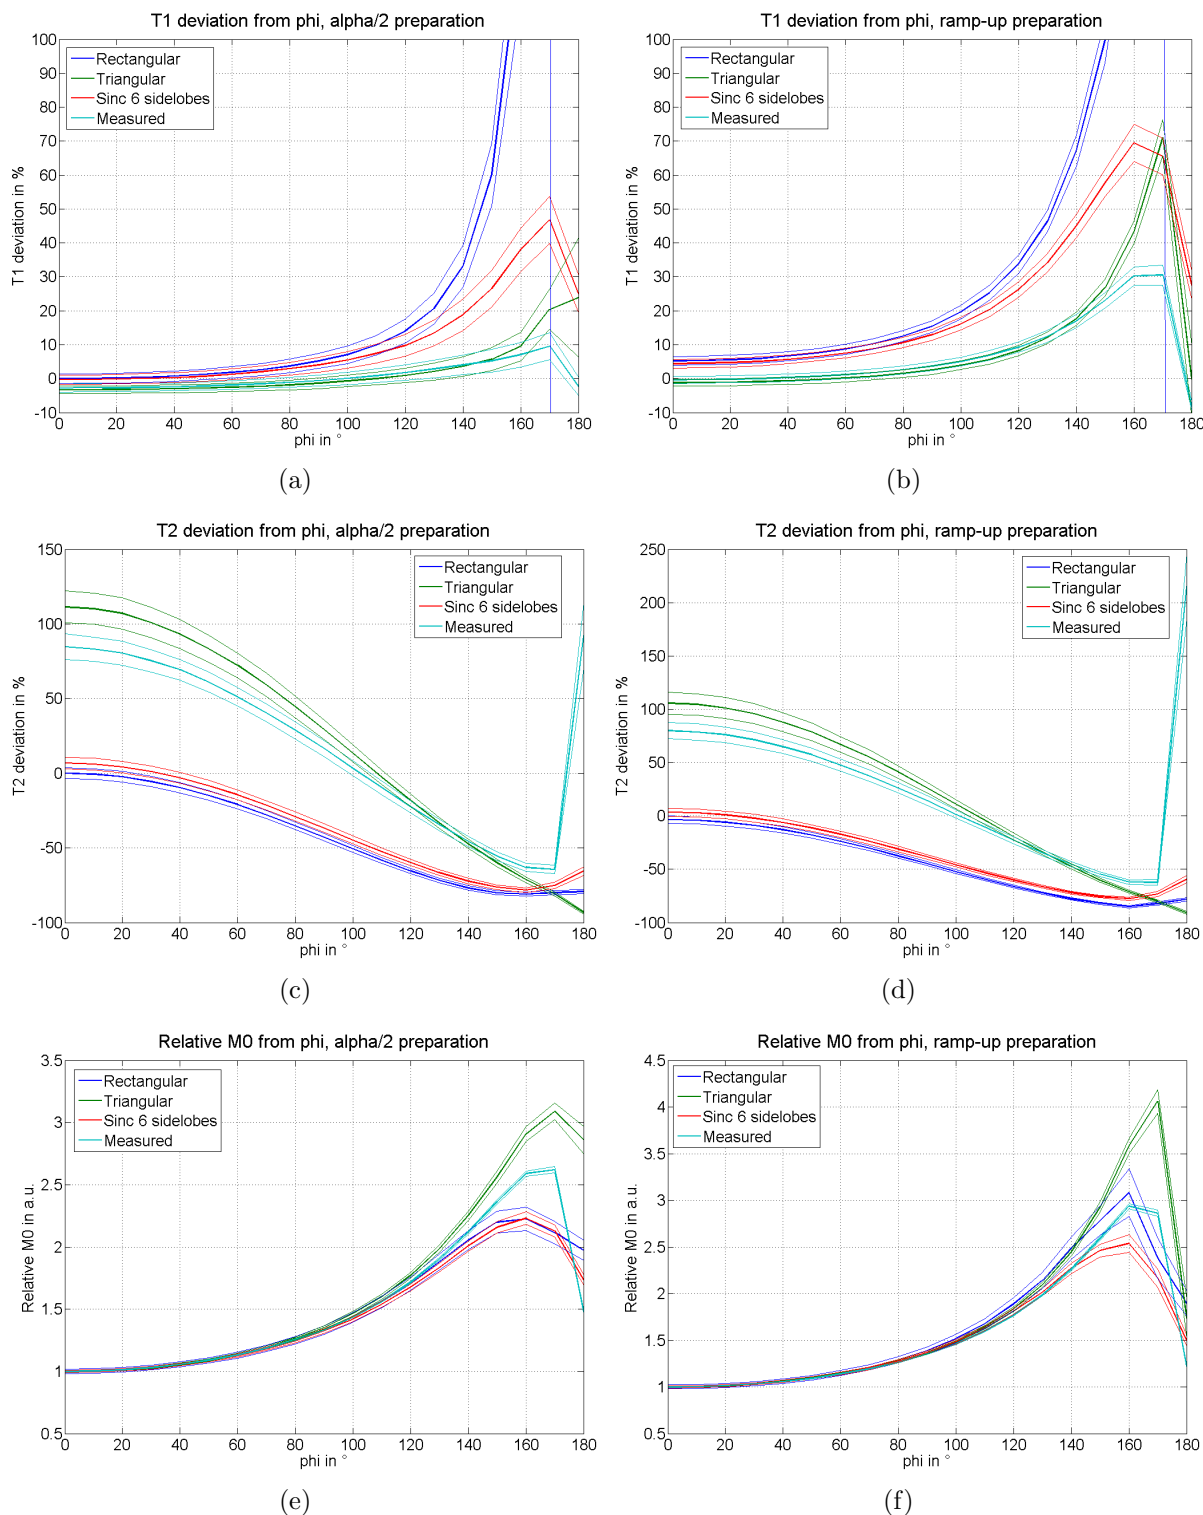 T1 deviation from phi, alpha/2 preparation
100
90
80
70
60
50
40
30
20
10
0
-10
T1 deviation in %
Rectangular
Triangular
Sinc 6 sidelobes
Measured
0 20 40 60 80 100 120 140 160 180
phi in °
(a)
T1 deviation from phi, ramp-up preparation
100
90
80
70
60
50
40
30
20
10
0
-10
T1 deviation in %
Rectangular
Triangular
Sinc 6 sidelobes
Measured
0 20 40 60 80 100 120 140 160 180
phi in °
(b)
T2 deviation from phi, alpha/2 preparation
150
100
50
0
-50
-100
T2 deviation in %
Rectangular
Triangular
Sinc 6 sidelobes
Measured
0 20 40 60 80 100 120 140 160 180
phi in °
(c)
T2 deviation from phi, ramp-up preparation
250
200
150
100
50
0
-50
-100
T2 deviation in %
Rectangular
Triangular
Sinc 6 sidelobes
Measured
0 20 40 60 80 100 120 140 160 180
phi in °
(d)
Relative M0 from phi, alpha/2 preparation
3.5
3
2.5
2
1.5
1
0.5
Relative M0 in a.u.
Rectangular
Triangular
Sinc 6 sidelobes
Measured
0 20 40 60 80 100 120 140 160 180
phi in °
(e)
Relative M0 from phi, ramp-up preparation
4.5
4
3.5
3
2.5
2
1.5
1
0.5
Relative M0 in a.u.
Rectangular
Triangular
Sinc 6 sidelobes
Measured
0 20 40 60 80 100 120 140 160 180
phi in °
(f)